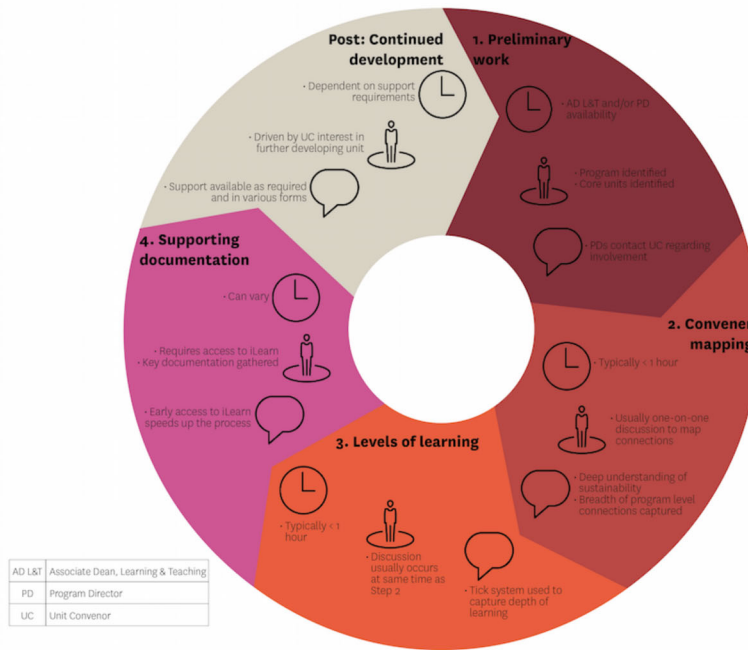 Post: Continued
development
• Dependent on support
requirements
• Driven by UC interest in
further developing unit
• Support available as required
and in various forms
1. Preliminary
work
• AD L&T and/or PD
availability
• Program identified
• Core units identified
• PDs contact UC regarding
involvement
2. Convenor
mapping
• Typically < 1 hour
• Usually one-on-one
discussion to map
connections
• Deep understanding of
sustainability
• Breadth of program level
connections captured
3. Levels of learning
• Typically < 1
hour
• Discussion
usually occurs
at same time as
Step 2
• Tick system used to
capture depth of
learning
4. Supporting
documentation
• Can vary
• Requires access to iLearn
• Key documentation gathered
• Early access to iLearn
speeds up the process
AD L&T Associate Dean, Learning & Teaching
PD Program Director
UC Unit Convenor